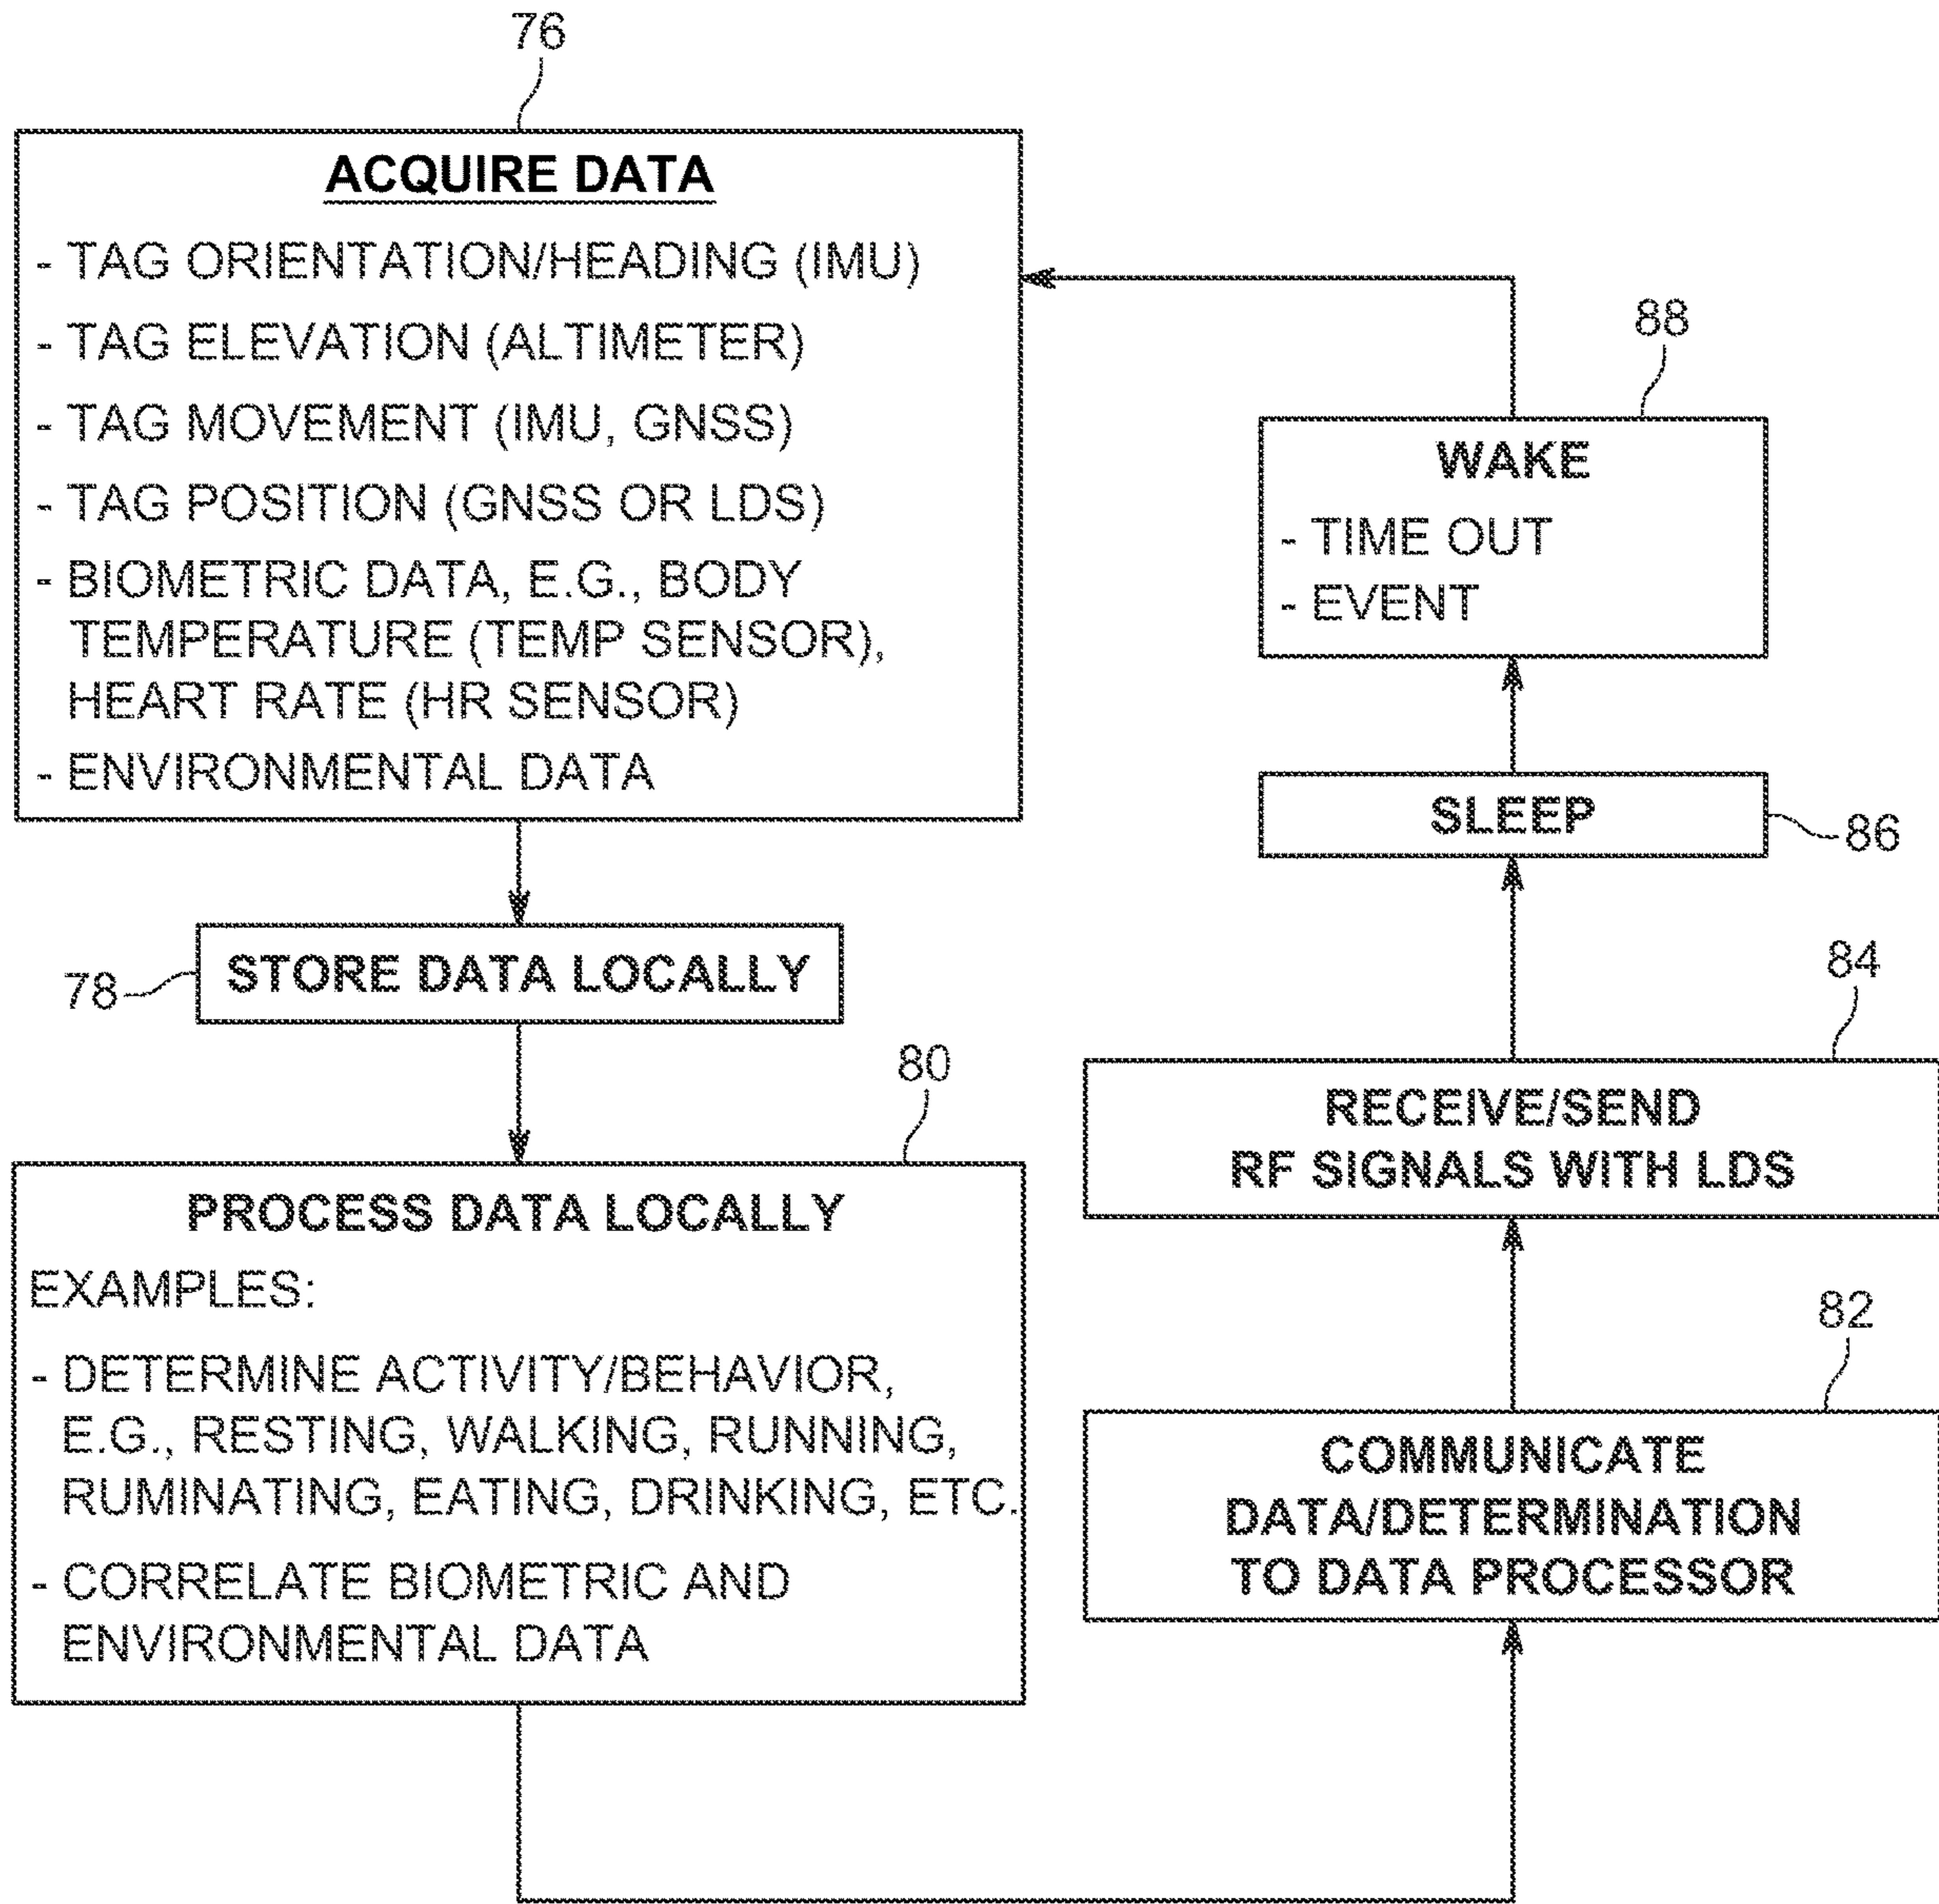 76
ACQUIRE DATA
- TAG ORIENTATION/HEADING (IMU)
- TAG ELEVATION (ALTIMETER)
- TAG MOVEMENT (IMU, GNSS)
- TAG POSITION (GNSS OR LDS)
- BIOMETRIC DATA, E.G., BODY
TEMPERATURE (TEMP SENSOR),
HEART RATE (HR SENSOR)
- ENVIRONMENTAL DATA
78
STORE DATA LOCALLY
80
PROCESS DATA LOCALLY
EXAMPLES:
- DETERMINE ACTIVITY/BEHAVIOR,
E.G., RESTING, WALKING, RUNNING,
RUMINATING, EATING, DRINKING, ETC.
- CORRELATE BIOMETRIC AND
ENVIRONMENTAL DATA
82
COMMUNICATE
DATA/DETERMINATION
TO DATA PROCESSOR
84
RECEIVE/SEND
RF SIGNALS WITH LDS
SLEEP
86
88
WAKE
- TIME OUT
- EVENT